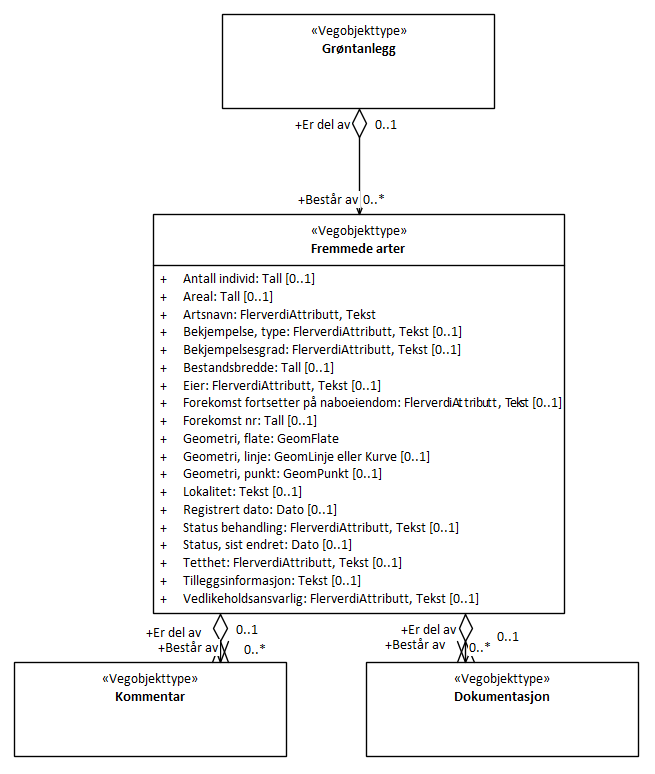 «Vegobjekttype»
Grøntanlegg
+Er del av 0..1
+Består av 0..*
«Vegobjekttype»
Fremmede arter
+ Antall individ: Tall [0..1]
+ Areal: Tall [0..1]
+ Artsnavn: FlerverdiAttributt, Tekst
+ Bekjempelse, type: FlerverdiAttributt, Tekst [0..1]
+ Bekjempelsesgrad: FlerverdiAttributt, Tekst [0..1]
+ Bestandsbredde: Tall [0..1]
+ Eier: FlerverdiAttributt, Tekst [0..1]
+ Forekomst fortsetter på naboeiendom: FlerverdiAttributt, Tekst [0..1]
+ Forekomst nr: Tall [0..1]
+ Geometri, flate: GeomFlate
+ Geometri, linje: GeomLinje eller Kurve [0..1]
+ Geometri, punkt: GeomPunkt [0..1]
+ Lokalitet: Tekst [0..1]
+ Registrert dato: Dato [0..1]
+ Status behandling: FlerverdiAttributt, Tekst [0..1]
+ Status, sist endret: Dato [0..1]
+ Tetthet: FlerverdiAttributt, Tekst [0..1]
+ Tilleggsinformasjon: Tekst [0..1]
+ Vedlikeholdsansvarlig: FlerverdiAttributt, Tekst [0..1]
+Er del av 0..1
+Består av 0..*
«Vegobjekttype»
Kommentar
+Er del av 0..1
+Består av 0..*
«Vegobjekttype»
Dokumentasjon